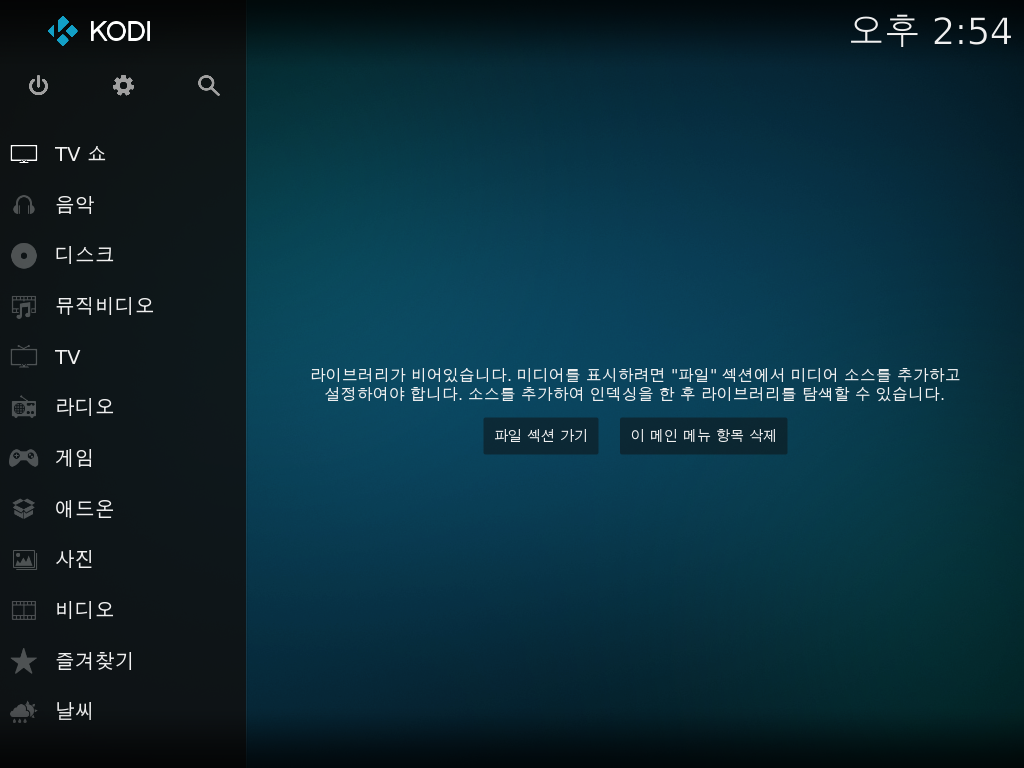 KODI
오후 2:54
TV 쇼
음악
디스크
뮤직비디오
TV
라디오
게임
애드온
사진
비디오
즐겨찾기
날씨
라이브러리가 비어있습니다. 미디어를 표시하려면 "파일" 섹션에서 미디어 소스를 추가하고
설정하여야 합니다. 소스를 추가하여 인덱싱을 한 후 라이브러리를 탐색할 수 있습니다.
파일 섹션 가기
이 메인 메뉴 항목 삭제